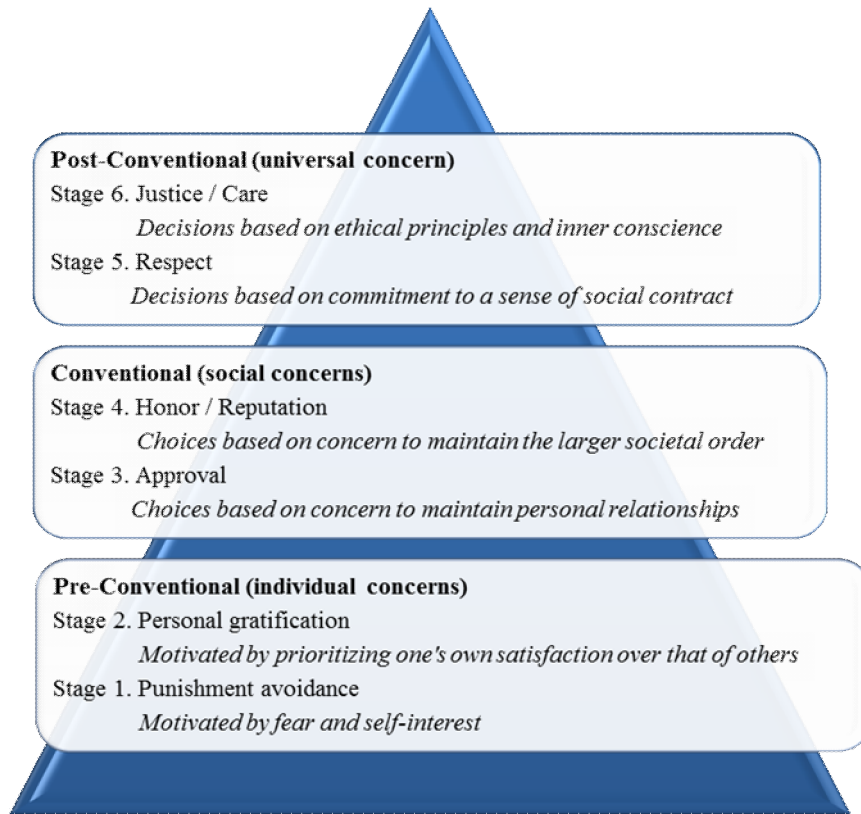 Post-Conventional (universal concern)
Stage 6. Justice / Care
Decisions based on ethical principles and inner conscience
Stage 5. Respect
Decisions based on commitment to a sense of social contract
Conventional (social concerns)
Stage 4. Honor / Reputation
Choices based on concern to maintain the larger societal order
Stage 3. Approval
Choices based on concern to maintain personal relationships
Pre-Conventional (individual concerns)
Stage 2. Personal gratification
Motivated by prioritizing one's own satisfaction over that of others
Stage 1. Punishment avoidance
Motivated by fear and self-interest